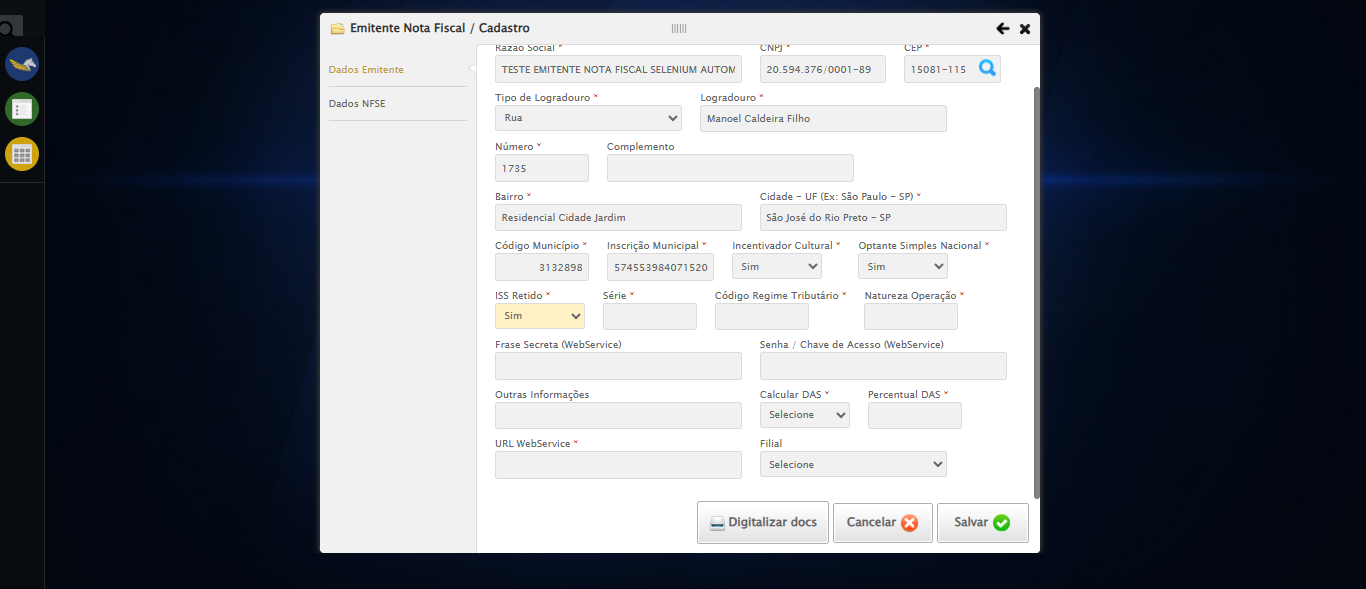 Emitente Nota Fiscal / Cadastro
Dados Emitente
Dados NFSE
Razão Social * CNPJ * CEP *
TESTE EMITENTE NOTA FISCAL SELENIUM AUTOM 20.594.376/0001-89 15081-115
Tipo de Logradouro * Logradouro *
Rua Manoel Caldeira Filho
Número * Complemento
1735
Bairro * Cidade - UF (Ex: São Paulo - SP) *
Residencial Cidade Jardim São José do Rio Preto - SP
Código Município * Inscrição Municipal * Incentivador Cultural * Optante Simples Nacional *
3132898 574553984071520 Sim Sim
ISS Retido * Série * Código Regime Tributário * Natureza Operação *
Sim
Frase Secreta (WebService) Senha / Chave de Acesso (WebService)
Outras Informações Calcular DAS * Percentual DAS *
Selecione
URL WebService * Filial
Selecione
Digitalizar docs Cancelar Salvar